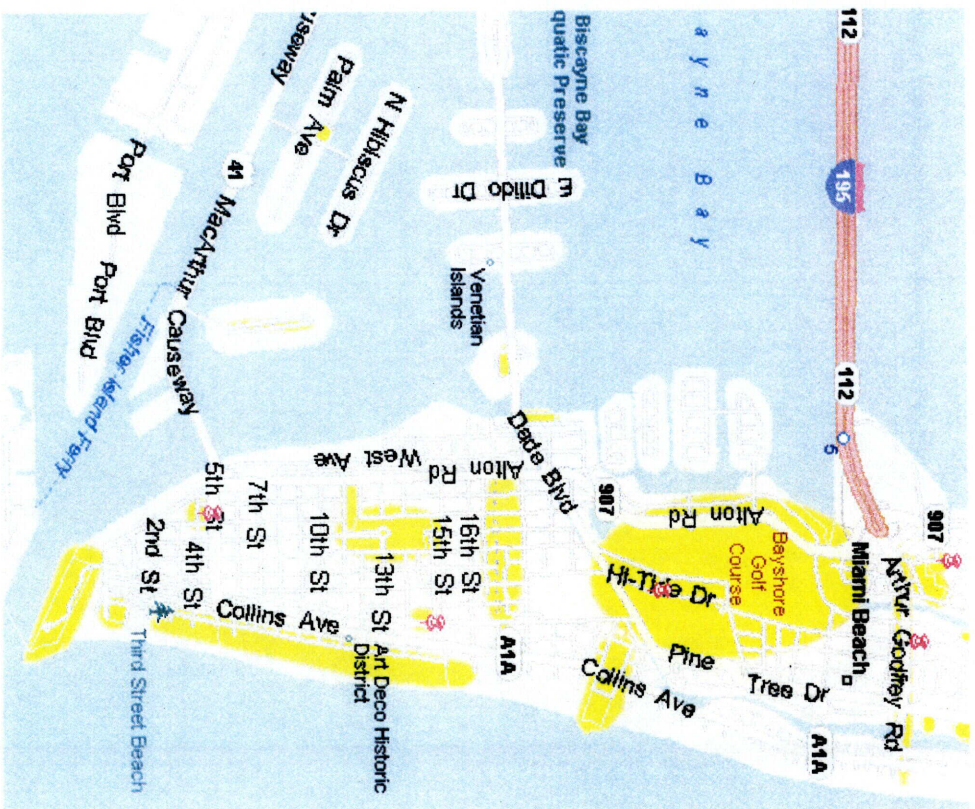 112
195
112
6
907
907
Arthur Godfrey Rd
Miami Beach
A1A
Biscayne Bay
quatic Preserve
ayne Bay
E Dilido Dr
Venetian
Islands
Dade Blvd
Alton Rd
Bayshore
Golf
Course
Hi-Tide Dr
Pine
Tree Dr
Collins Ave
A1A
useway
Palm Ave
N Hibiscus Dr
41
MacArthur Causeway
Port Blvd
Port Blvd
Fisher Island Ferry
West Ave
Alton
Rd
16th St
15th St
13th St
10th St
7th St
5th St
4th St
2nd St
Collins Ave
Art Deco Historic
District
Third Street Beach